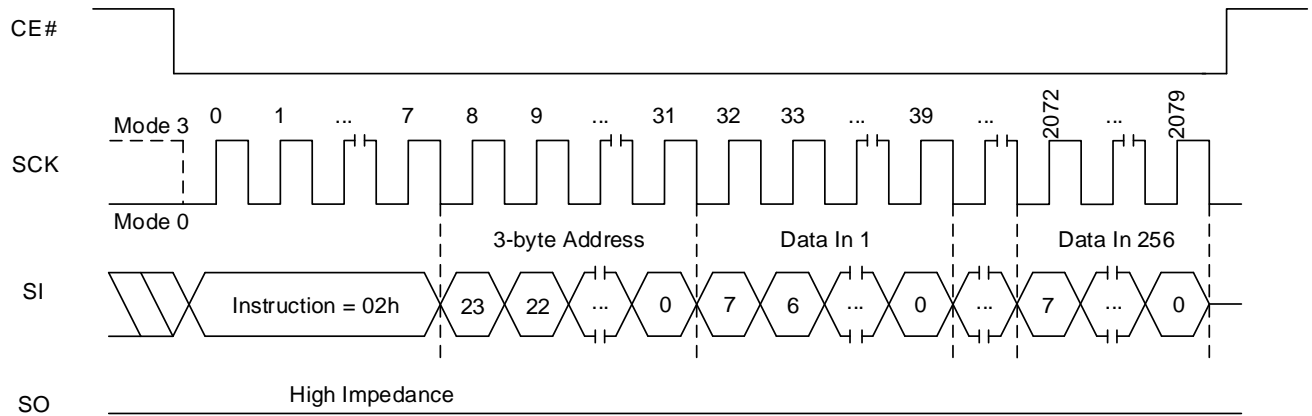 CE#
0 1 ... 7 8 9 ... 31 32 33 ... 39 ... 2072 ... 2079
Mode 3
SCK
Mode 0
3-byte Address Data In 1 Data In 256
SI
Instruction = 02h 23 22 ... 0 7 6 ... 0 ... 7 ... 0
High Impedance
SO